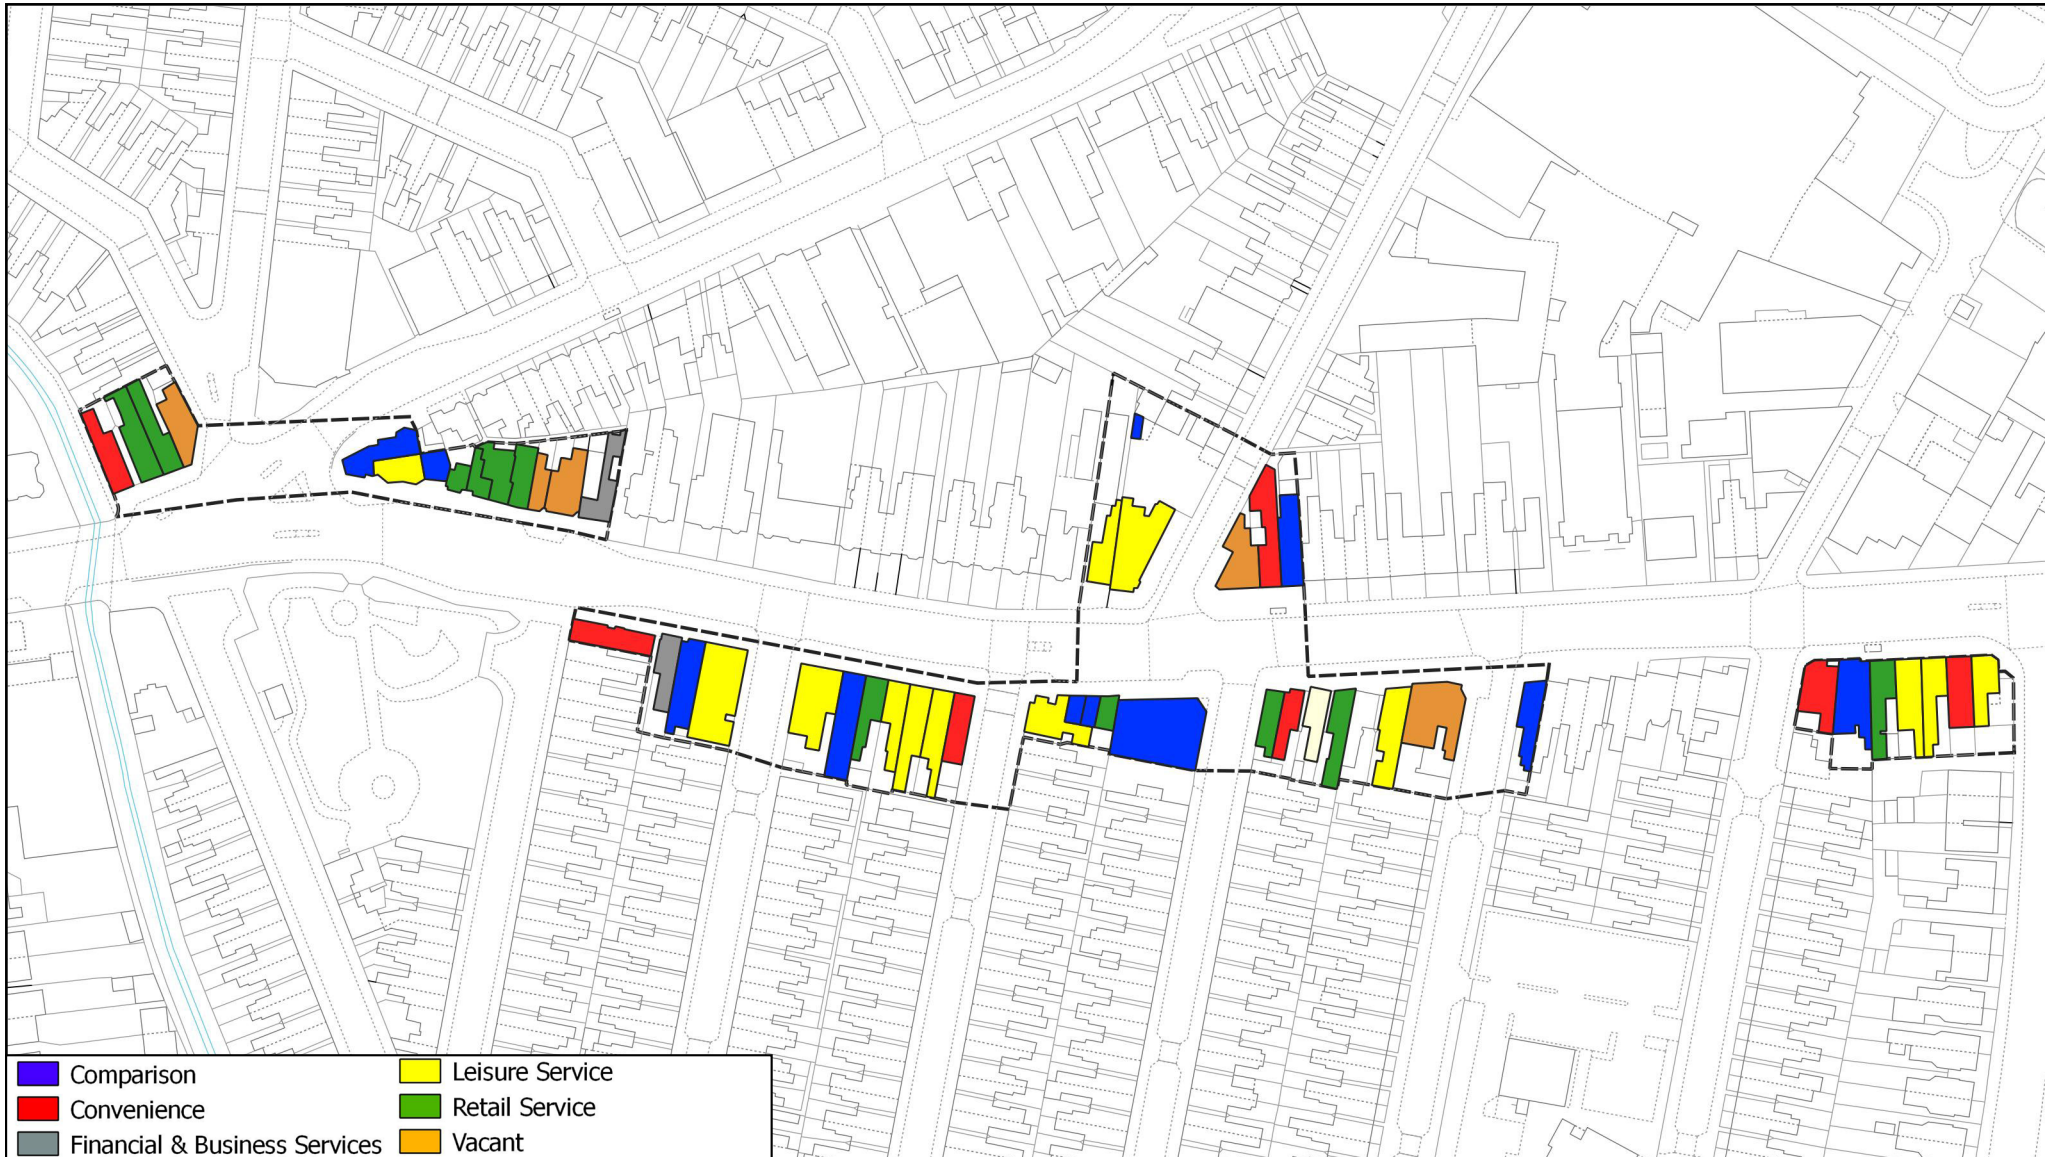 Comparison
Convenience
Financial & Business Services
Leisure Service
Retail Service
Vacant